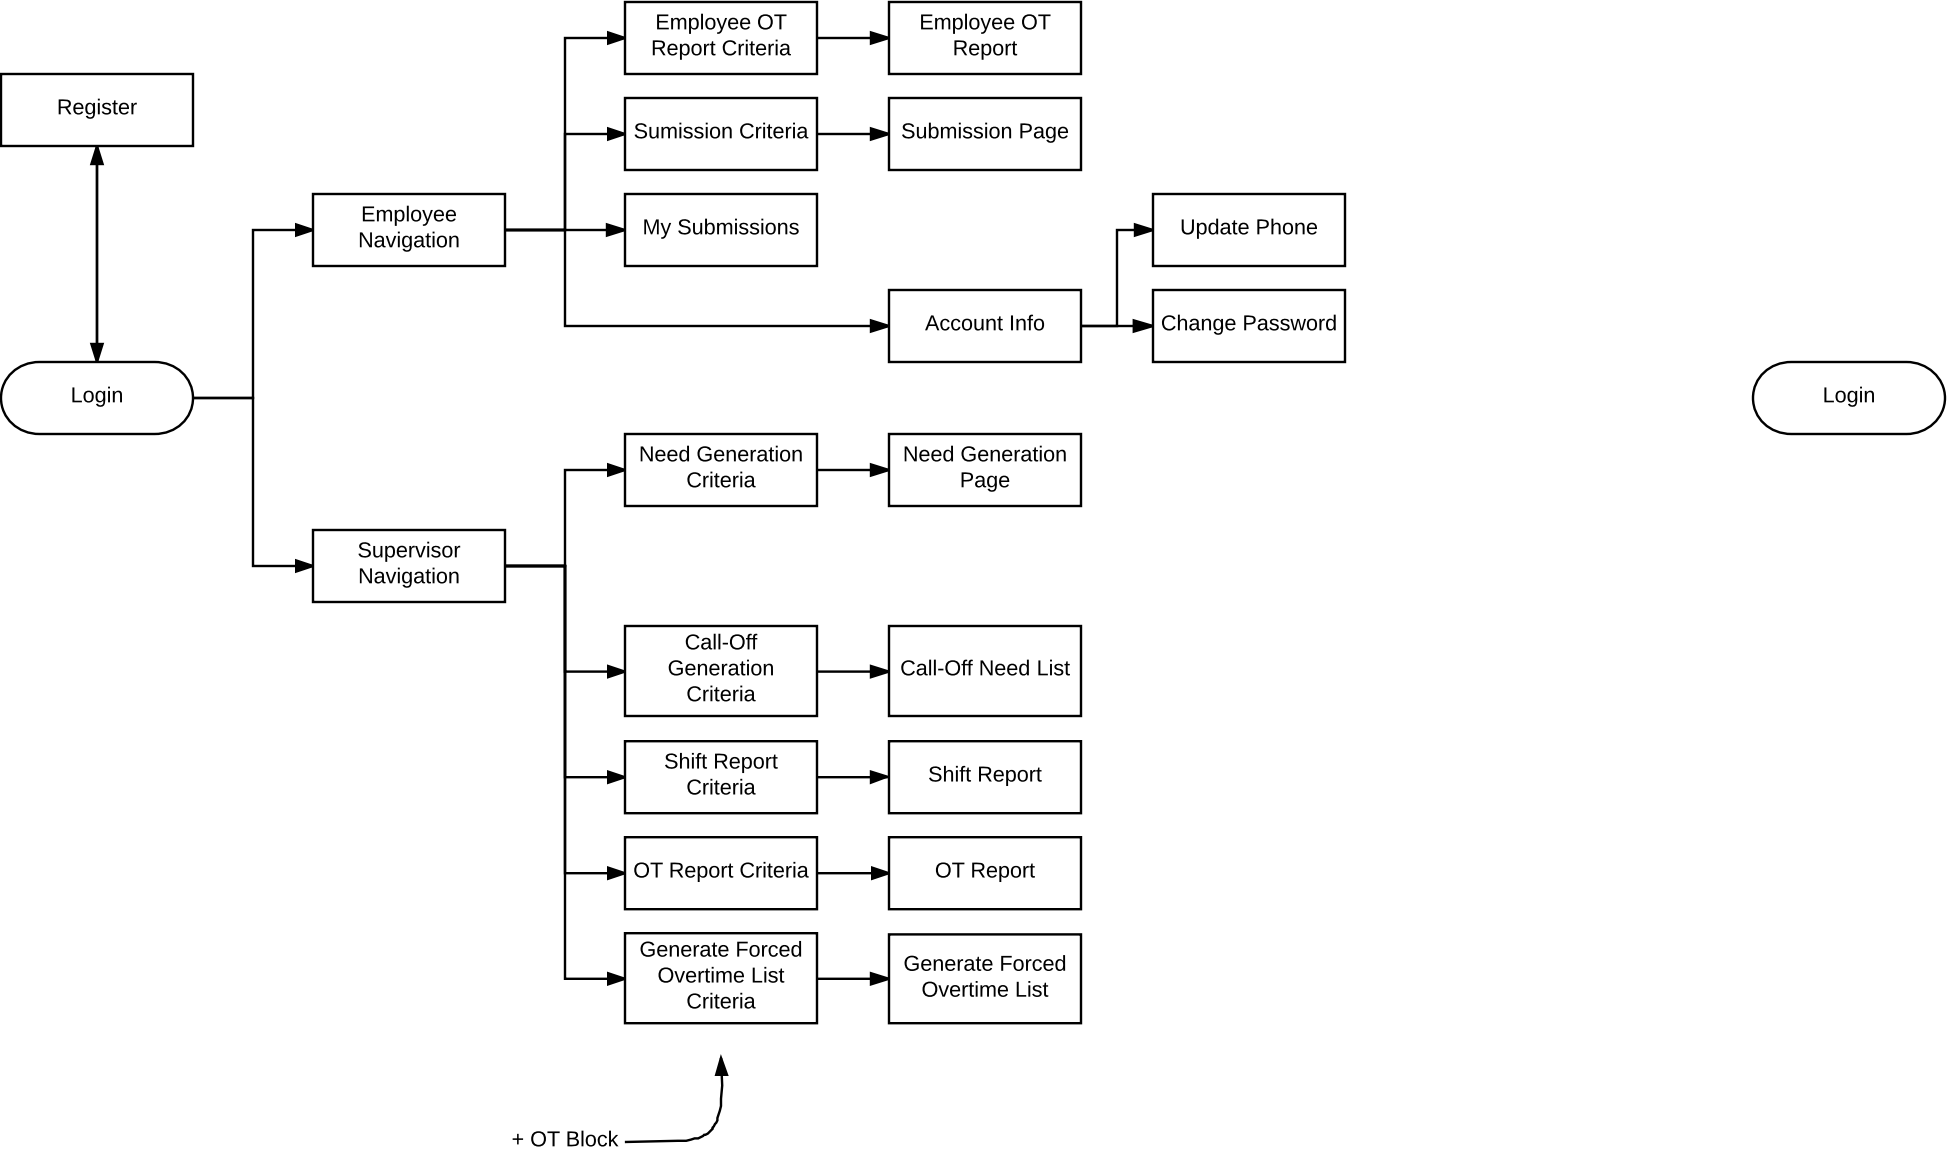 Employee OT
Report Criteria
Employee OT
Report
Register
Sumission Criteria
Submission Page
Employee
Navigation
My Submissions
Update Phone
Account Info
Change Password
Login
Login
Need Generation
Criteria
Need Generation
Page
Supervisor
Navigation
Call-Off
Generation
Criteria
Call-Off Need List
Shift Report
Criteria
Shift Report
OT Report Criteria
OT Report
Generate Forced
Overtime List
Criteria
Generate Forced
Overtime List
+ OT Block